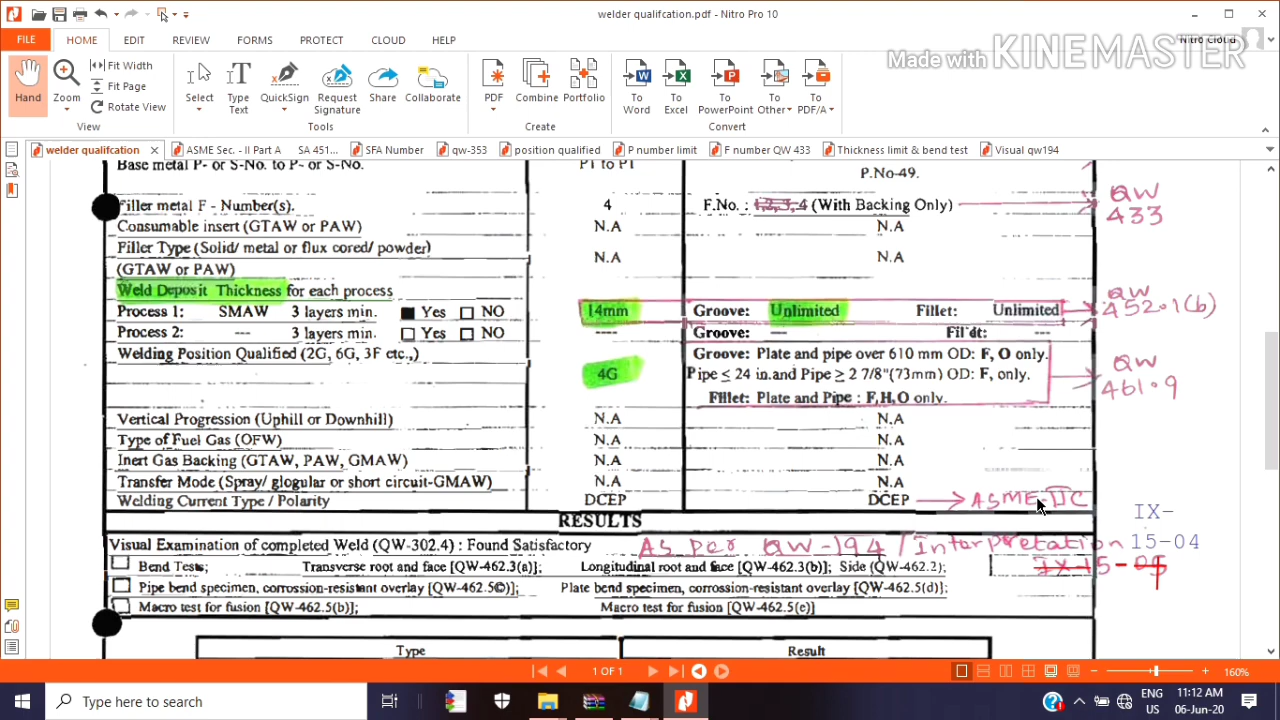 welder qualifcation.pdf - Nitro Pro 10
FILE HOME EDIT REVIEW FORMS PROTECT CLOUD HELP
Nitro Cloud
Made with KINEMASTER
Hand
Zoom
Fit Width
Fit Page
Rotate View
Select
Type Text
QuickSign
Request Signature
Share
Collaborate
PDF
Combine
Portfolio
To Word
To Excel
To PowerPoint
To Other
To PDF/A
View Tools Create Convert
welder qualifcation
ASME Sec. - II Part A SA 451...
SFA Number
qw-353
position qualified
P number limit
F number QW 433
Thickness limit & bend test
Visual qw194
Base metal P- or S-No. to P- or S-No. P1 to P1 P.No-49.
Filler metal F - Number(s). 4 F.No. : 1,2,3,4 (With Backing Only) QW 433
Consumable insert (GTAW or PAW) N.A N.A
Filler Type (Solid/ metal or flux cored/ powder) N.A N.A
(GTAW or PAW)
Weld Deposit Thickness for each process
Process 1: SMAW 3 layers min. Yes NO 14mm Groove: Unlimited Fillet: Unlimited QW 452.1(b)
Process 2: --- 3 layers min. Yes NO ---- Groove: --- Fillet: ---
Welding Position Qualified (2G, 6G, 3F etc.,) 4G Groove: Plate and pipe over 610 mm OD: F, O only.
Pipe ≤ 24 in.and Pipe ≥ 2 7/8"(73mm) OD: F, only. QW 461.9
Fillet: Plate and Pipe : F,H,O only.
Vertical Progression (Uphill or Downhill) N.A N.A
Type of Fuel Gas (OFW) N.A N.A
Inert Gas Backing (GTAW, PAW, GMAW) N.A N.A
Transfer Mode (Spray/ globular or short circuit-GMAW) N.A N.A
Welding Current Type / Polarity DCEP DCEP ASME-IIC
RESULTS
Visual Examination of completed Weld (QW-302.4) : Found Satisfactory As per QW-194 / Interpretation IX-15-04
Bend Tests; Transverse root and face [QW-462.3(a)]; Longitudinal root and face [QW-462.3(b)]; Side (QW-462.2);
Pipe bend specimen, corrosion-resistant overlay [QW-462.5©)]; Plate bend specimen, corrosion-resistant overlay [QW-462.5(d)];
Macro test for fusion [QW-462.5(b)]; Macro test for fusion [QW-462.5(e)]
Type Result
1 OF 1
160%
Type here to search
ENG
US
11:12 AM
06-Jun-20